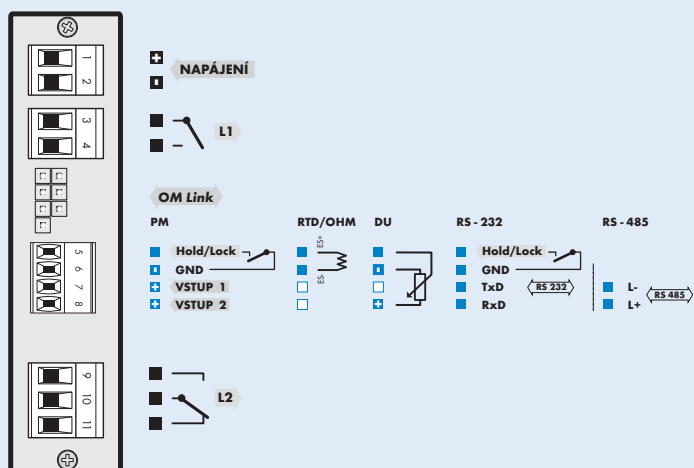 1
2
NAPÁJENÍ
3
4
L1
OM Link
PM
RTD/OHM
DU
RS - 232
RS - 485
5
6
7
8
Hold/Lock
GND
VSTUP 1
VSTUP 2
ES+
ES-
Hold/Lock
GND
TxD
RxD
RS 232
L-
L+
RS 485
9
10
11
L2